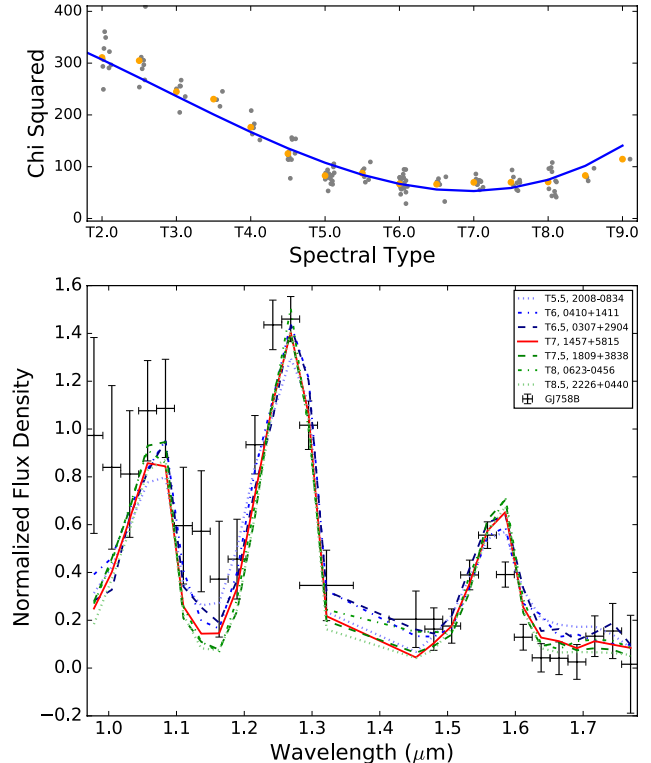 400
300
200
100
0
Chi Squared
T2.0 T3.0 T4.0 T5.0 T6.0 T7.0 T8.0 T9.0
Spectral Type
1.6
1.4
1.2
1.0
0.8
0.6
0.4
0.2
0.0
−0.2
Normalized Flux Density
T5.5, 2008-0834
T6, 0410+1411
T6.5, 0307+2904
T7, 1457+5815
T7.5, 1809+3838
T8, 0623-0456
T8.5, 2226+0440
GJ758B
1.0 1.1 1.2 1.3 1.4 1.5 1.6 1.7
Wavelength (μm)